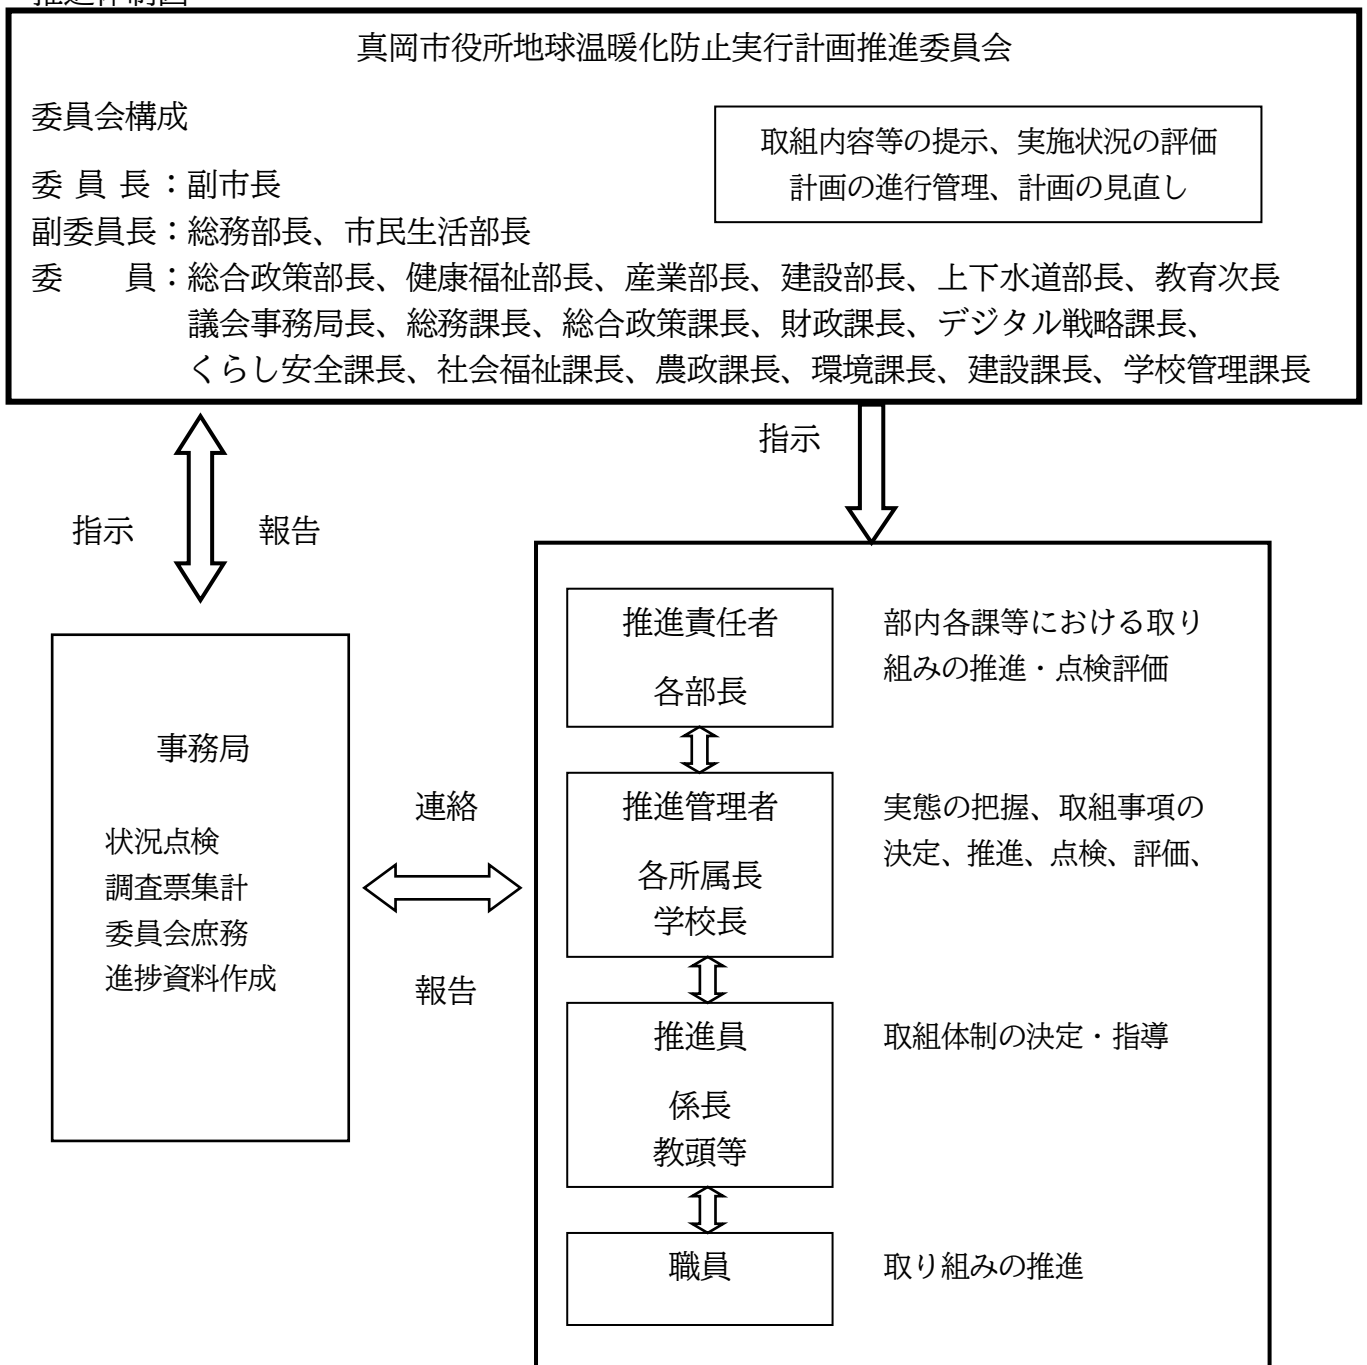 真岡市役所地球温暖化防止実行計画推進委員会
委員会構成
取組内容等の提示、実施状況の評価
計画の進行管理、計画の見直し
委 員 長：副市長
副委員長：総務部長、市民生活部長
委　　員：総合政策部長、健康福祉部長、産業部長、建設部長、上下水道部長、教育次長
議会事務局長、総務課長、総合政策課長、財政課長、デジタル戦略課長、
くらし安全課長、社会福祉課長、農政課長、環境課長、建設課長、学校管理課長
指示
指示
報告
推進責任者
各部長
部内各課等における取り
組みの推進・点検評価
事務局
状況点検
調査票集計
委員会庶務
進捗資料作成
連絡
報告
推進管理者
各所属長
学校長
実態の把握、取組事項の
決定、推進、点検、評価、
推進員
係長
教頭等
取組体制の決定・指導
職員
取り組みの推進